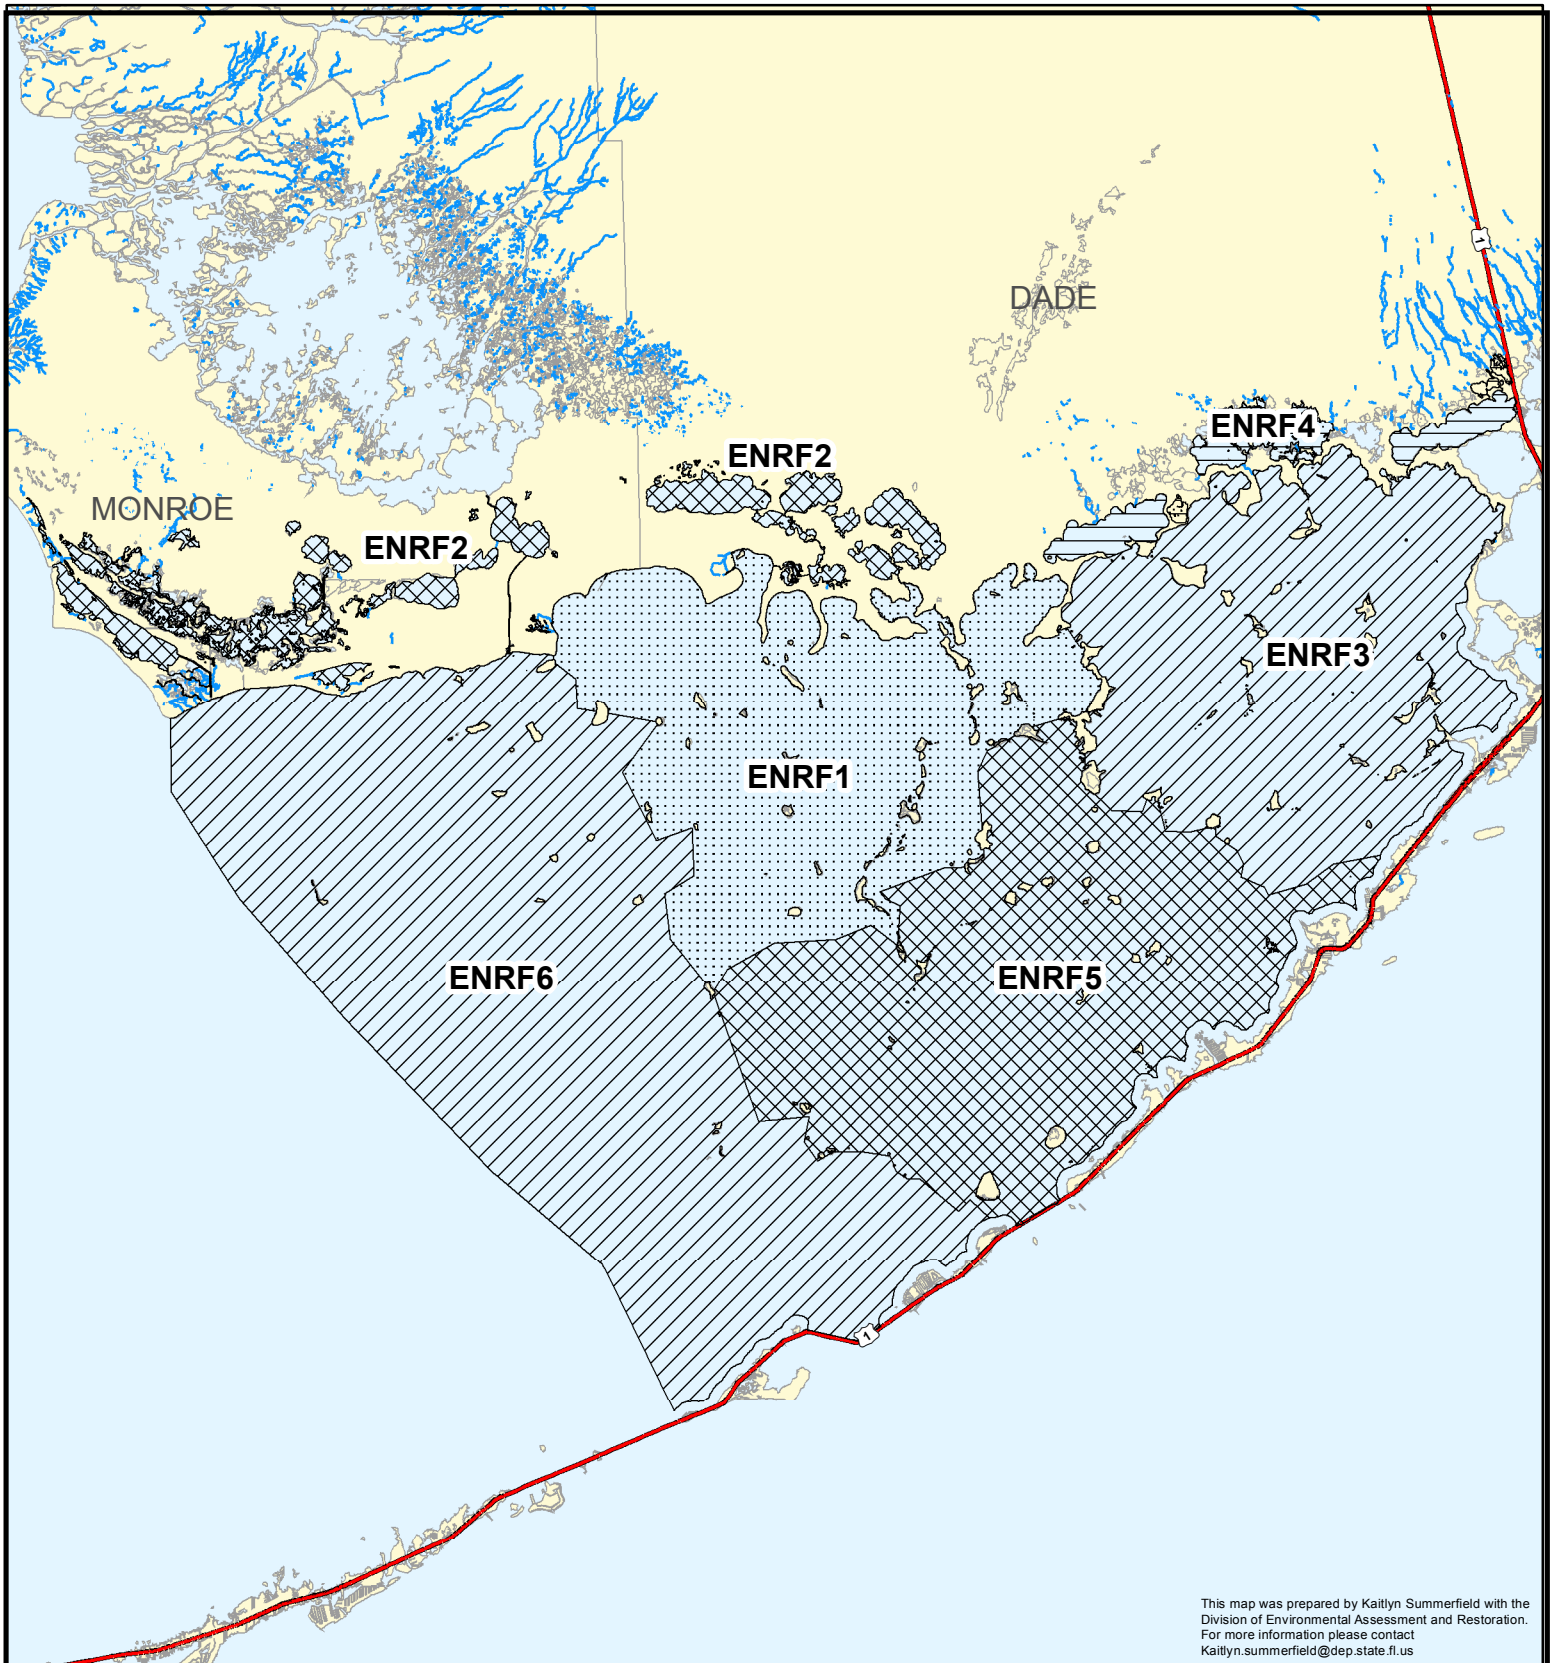 1
DADE
ENRF4
ENRF2
MONROE
ENRF2
ENRF3
ENRF1
ENRF6
ENRF5
1
This map was prepared by Kaitlyn Summerfield with the
Division of Environmental Assessment and Restoration.
For more information please contact
Kaitlyn.summerfield@dep.state.fl.us